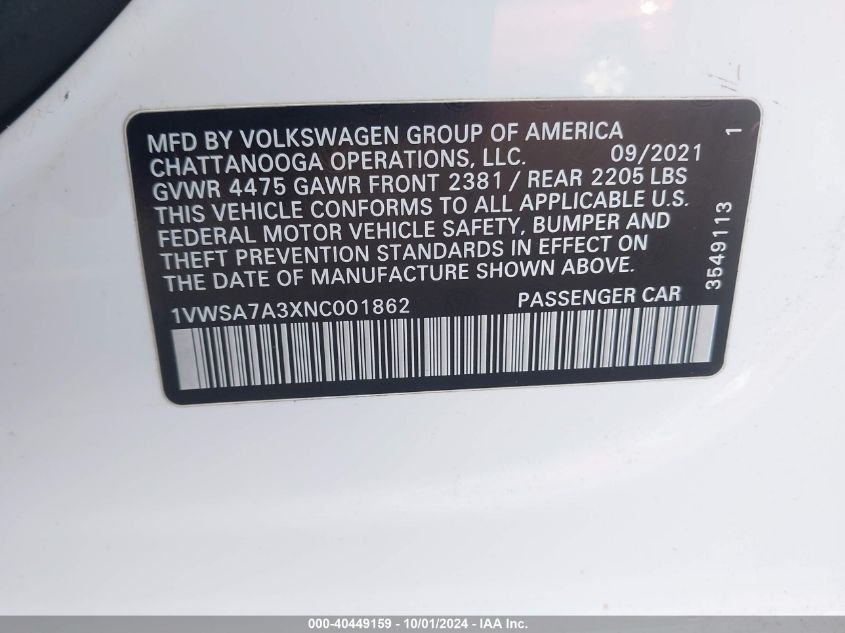 MFD BY VOLKSWAGEN GROUP OF AMERICA
CHATTANOOGA OPERATIONS, LLC. 09/2021
GVWR 4475 GAWR FRONT 2381 / REAR 2205 LBS
THIS VEHICLE CONFORMS TO ALL APPLICABLE U.S.
FEDERAL MOTOR VEHICLE SAFETY, BUMPER AND
THEFT PREVENTION STANDARDS IN EFFECT ON
THE DATE OF MANUFACTURE SHOWN ABOVE.
1VWSA7A3XNC001862 PASSENGER CAR
3549113 1
000-40449159 - 10/01/2024 - IAA Inc.